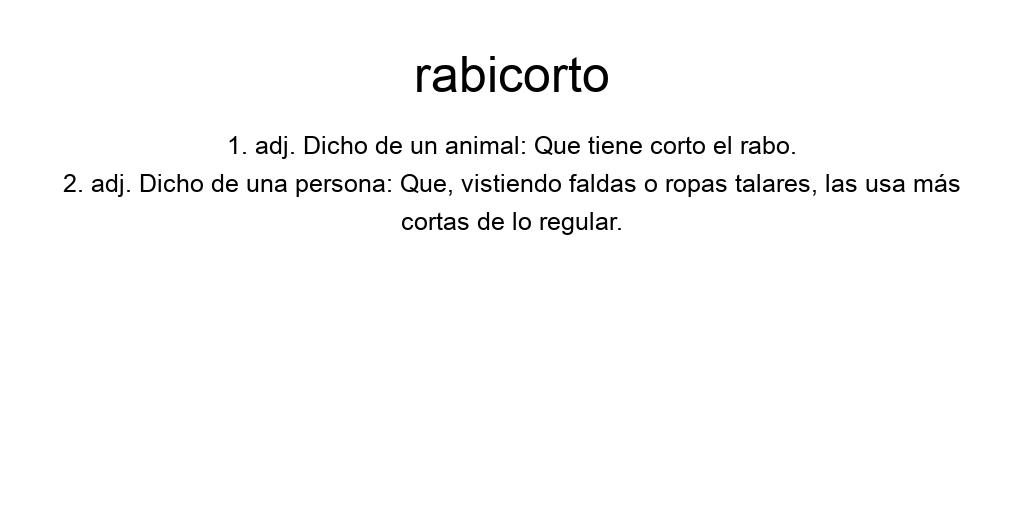 rabicorto
1. adj. Dicho de un animal: Que tiene corto el rabo.
2. adj. Dicho de una persona: Que, vistiendo faldas o ropas talares, las usa más
cortas de lo regular.